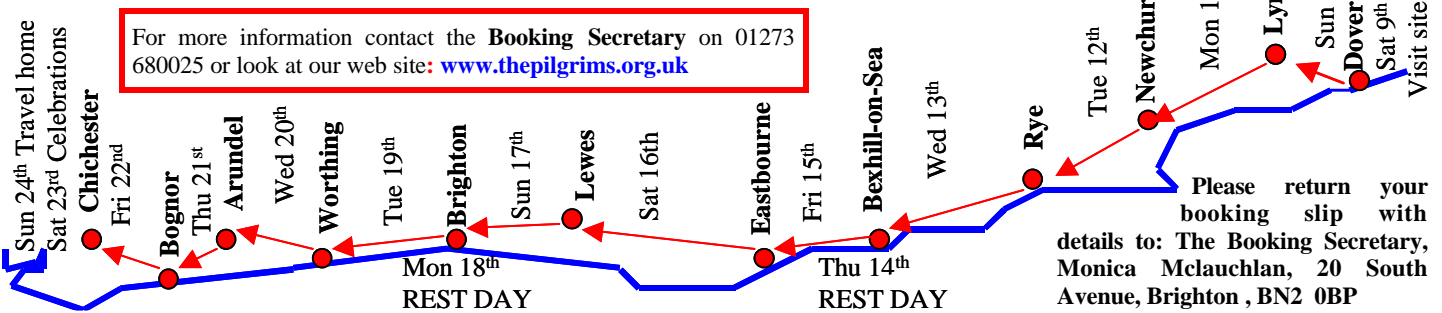 For more information contact the Booking Secretary on 01273
680025 or look at our web site: www.thepilgrims.org.uk
Sun 24th Travel home
Sat 23rd Celebrations
Chichester
Fri 22nd
Bognor
Thu 21st
Arundel
Wed 20th
Worthing
Tue 19th
Brighton
Mon 18th
REST DAY
Sun 17th
Lewes
Sat 16th
Eastbourne
Fri 15th
Bexhill-on-Sea
Thu 14th
REST DAY
Wed 13th
Rye
Tue 12th
Newchur
Mon 1
Ly
Sun
Dover
Sat 9th
Visit site
Please return your
booking slip with
details to: The Booking Secretary,
Monica Mclauchlan, 20 South
Avenue, Brighton , BN2 0BP